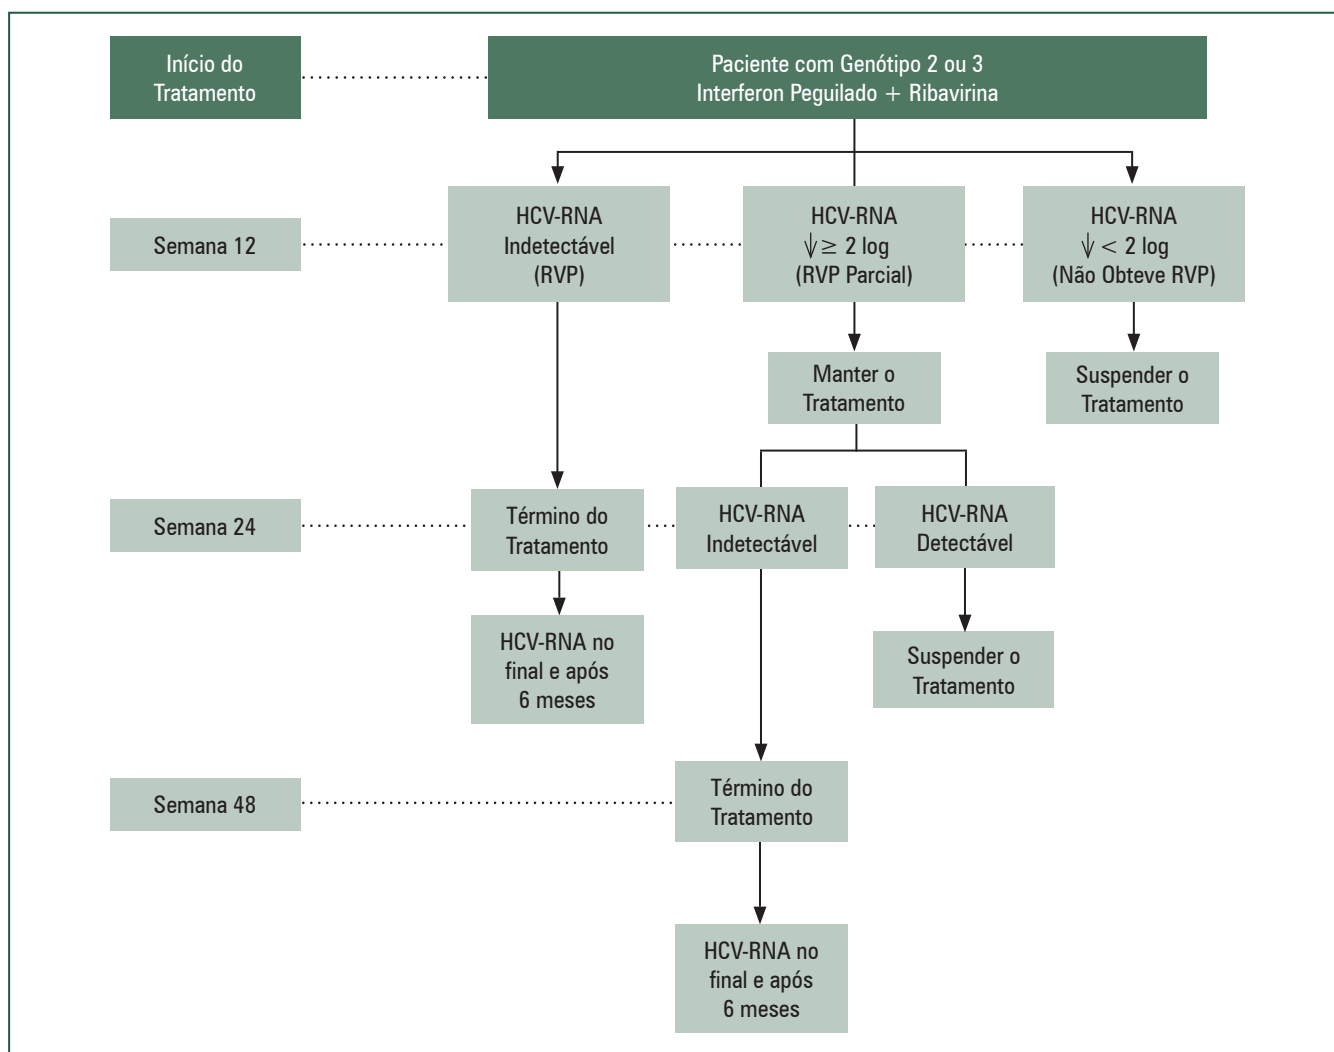 Início do
Tratamento
Paciente com Genótipo 2 ou 3
Interferon Peguilado + Ribavirina
Semana 12
HCV-RNA
Indetectável
(RVP)
HCV-RNA
↓ ≥ 2 log
(RVP Parcial)
HCV-RNA
↓ < 2 log
(Não Obteve RVP)
Manter o
Tratamento
Suspender o
Tratamento
Semana 24
Término do
Tratamento
HCV-RNA
Indetectável
HCV-RNA
Detectável
HCV-RNA no
final e após
6 meses
Suspender o
Tratamento
Semana 48
Término do
Tratamento
HCV-RNA no
final e após
6 meses